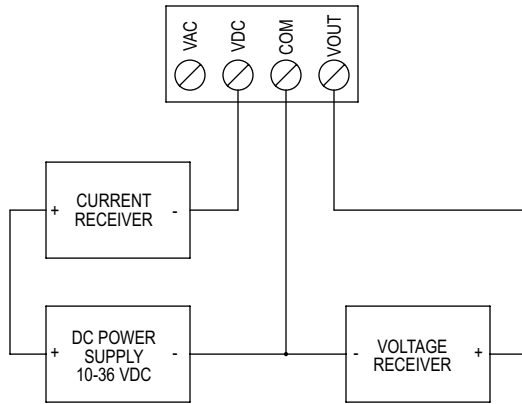 VAC VDC COM VOUT
CURRENT
RECEIVER
+ -
DC POWER
SUPPLY
10-36 VDC
+ -
VOLTAGE
RECEIVER
- +